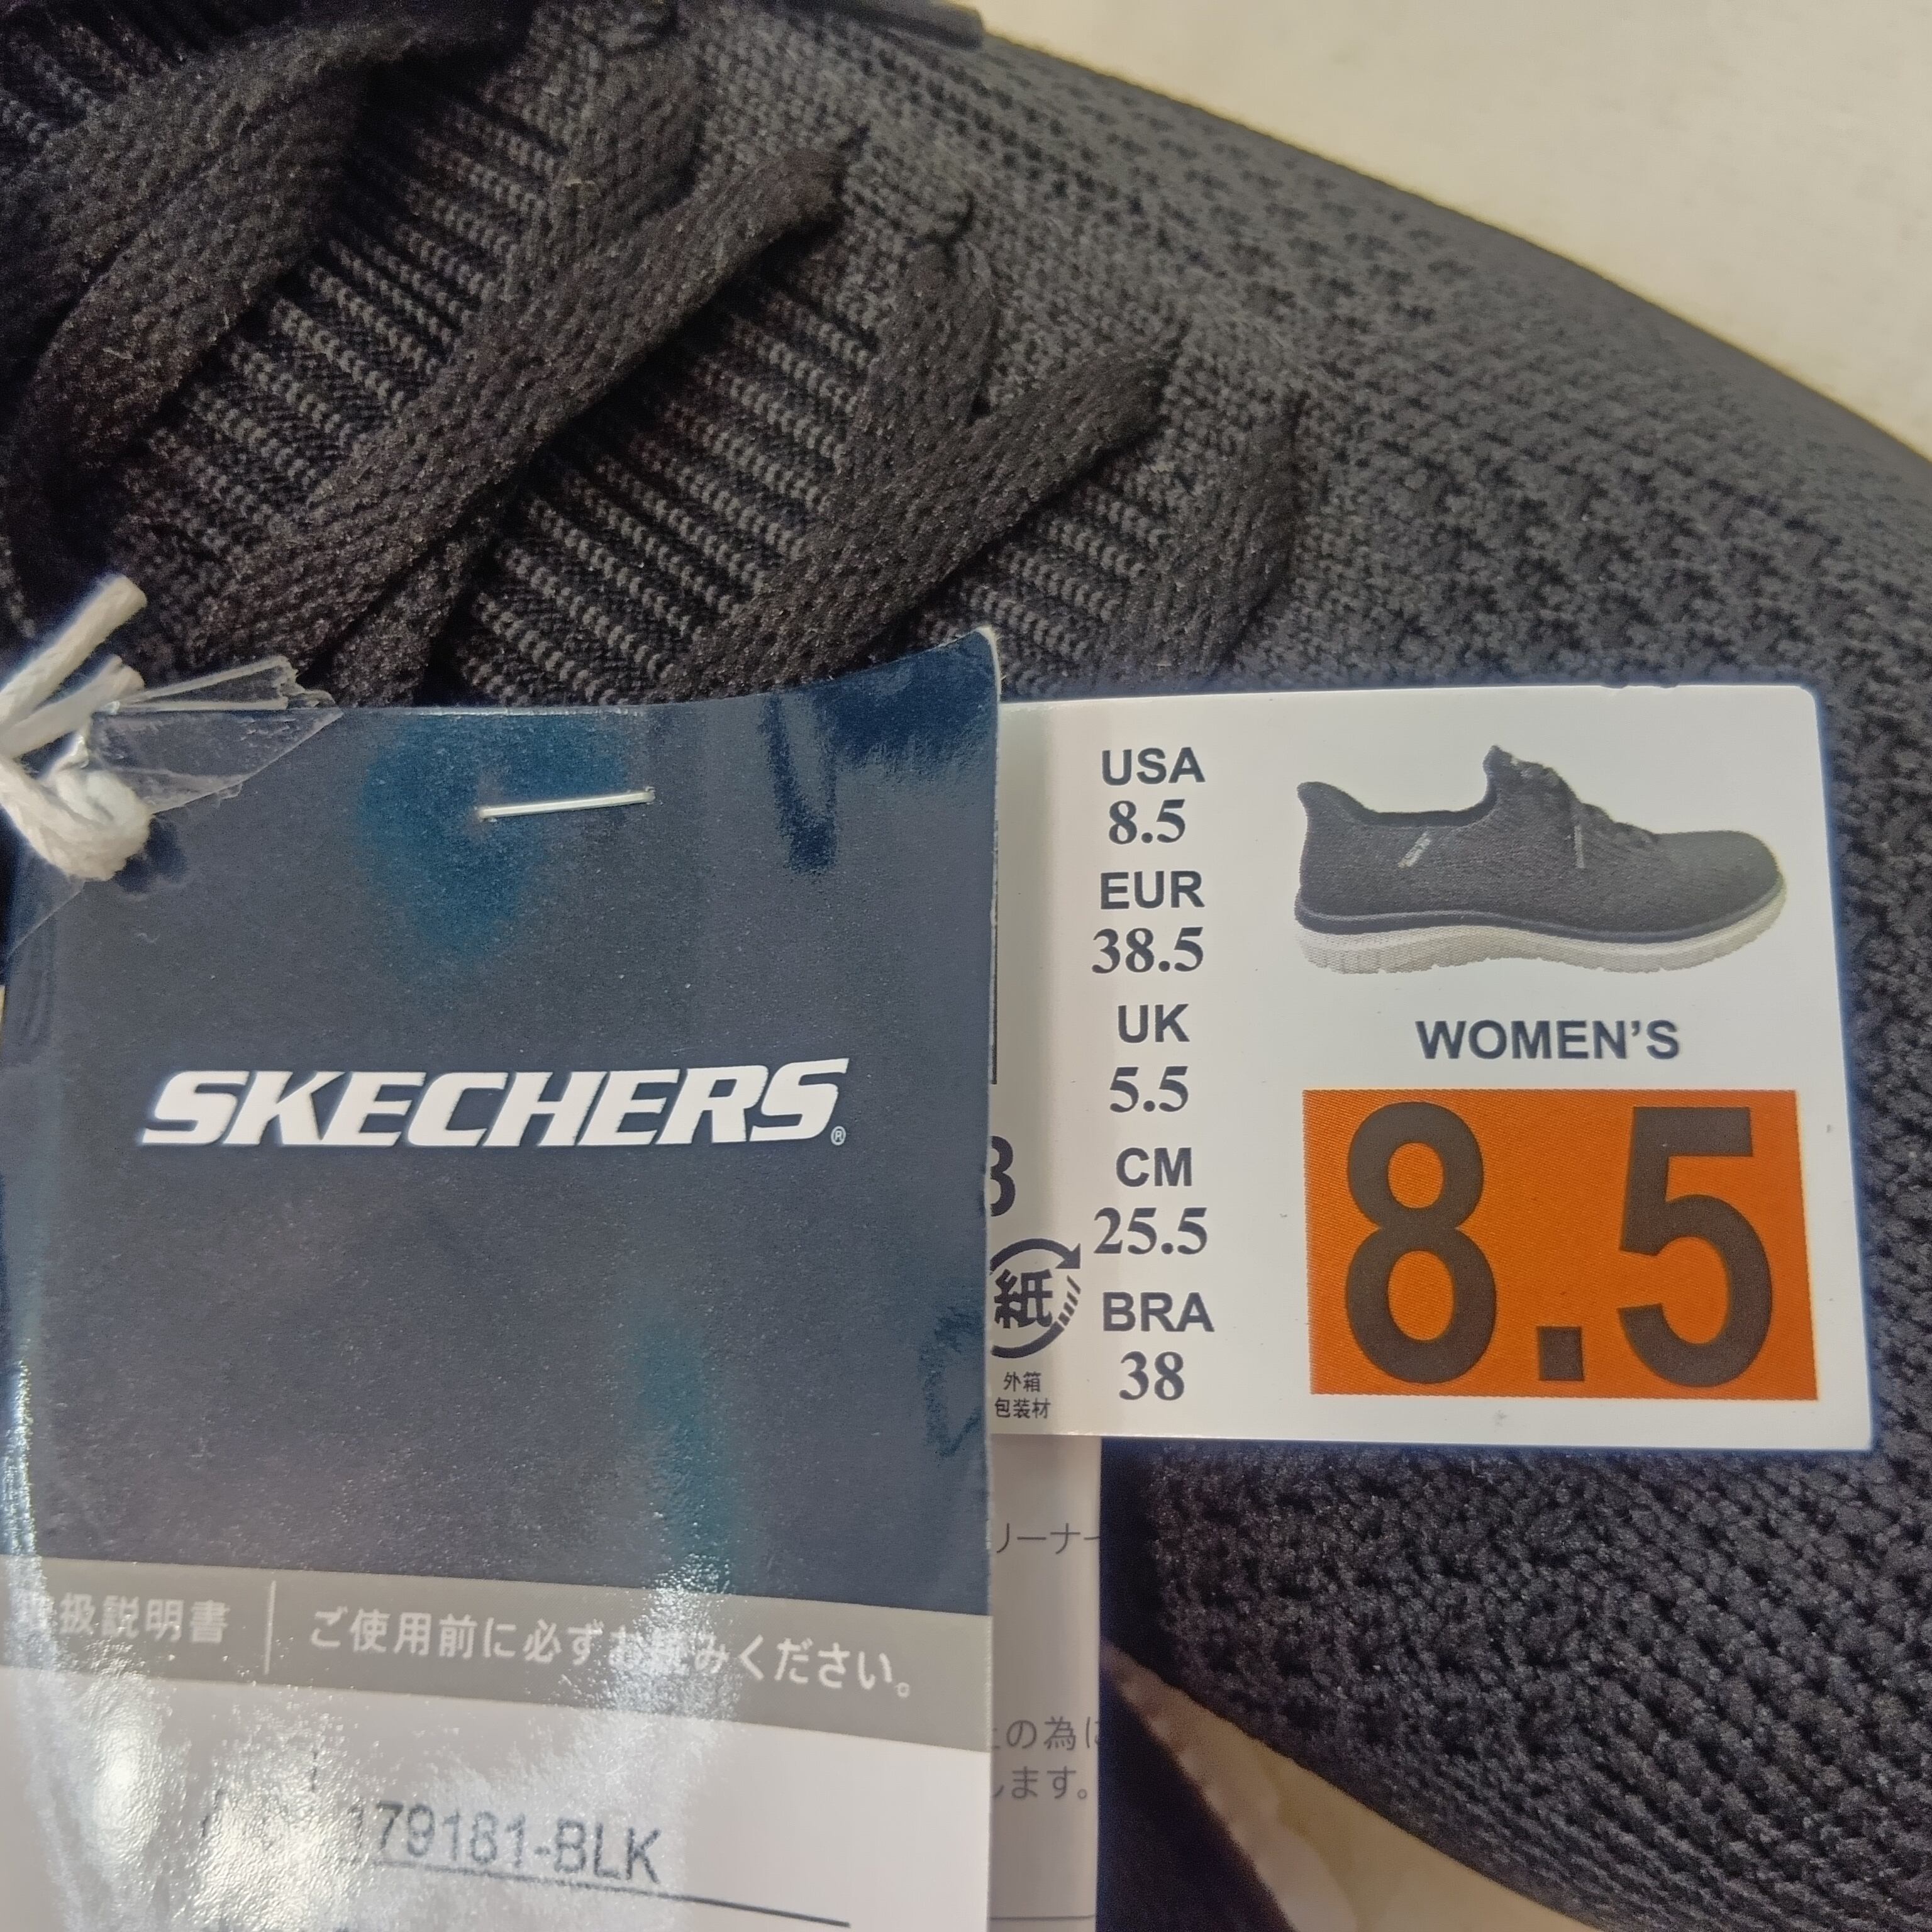 SKECHERS®
扱説明書
ご使用前に必ずお読みください。
179181-BLK
USA
8.5
EUR
38.5
UK
5.5
CM
25.5
BRA
38
紙
外箱
包装材
WOMEN'S
8.5
リーナー
の為に
します。